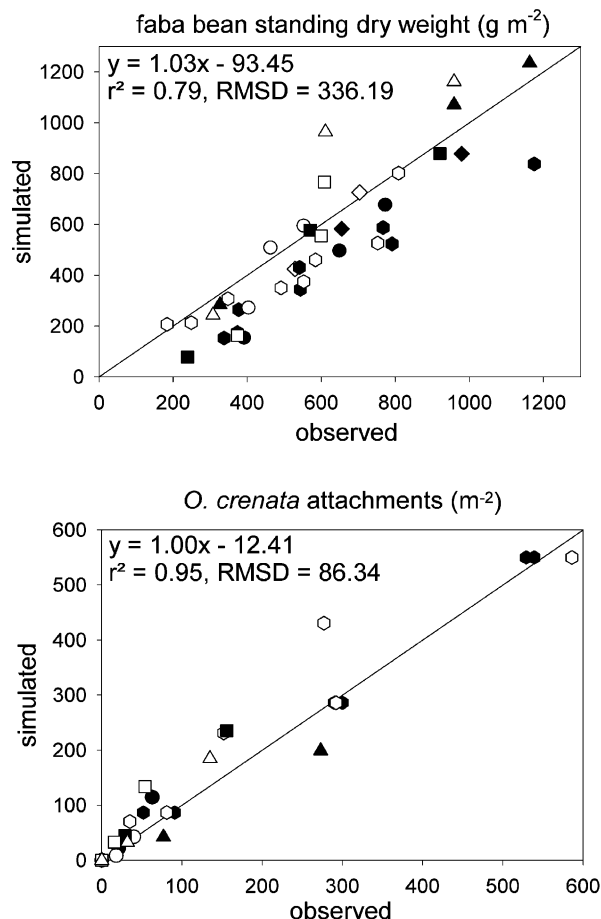 faba bean standing dry weight (g m-2)
y = 1.03x - 93.45
r² = 0.79, RMSD = 336.19
1200
1000
800
600
400
200
0
simulated
0 200 400 600 800 1000 1200
observed
O. crenata attachments (m-2)
y = 1.00x - 12.41
r² = 0.95, RMSD = 86.34
600
500
400
300
200
100
0
simulated
0 100 200 300 400 500 600
observed